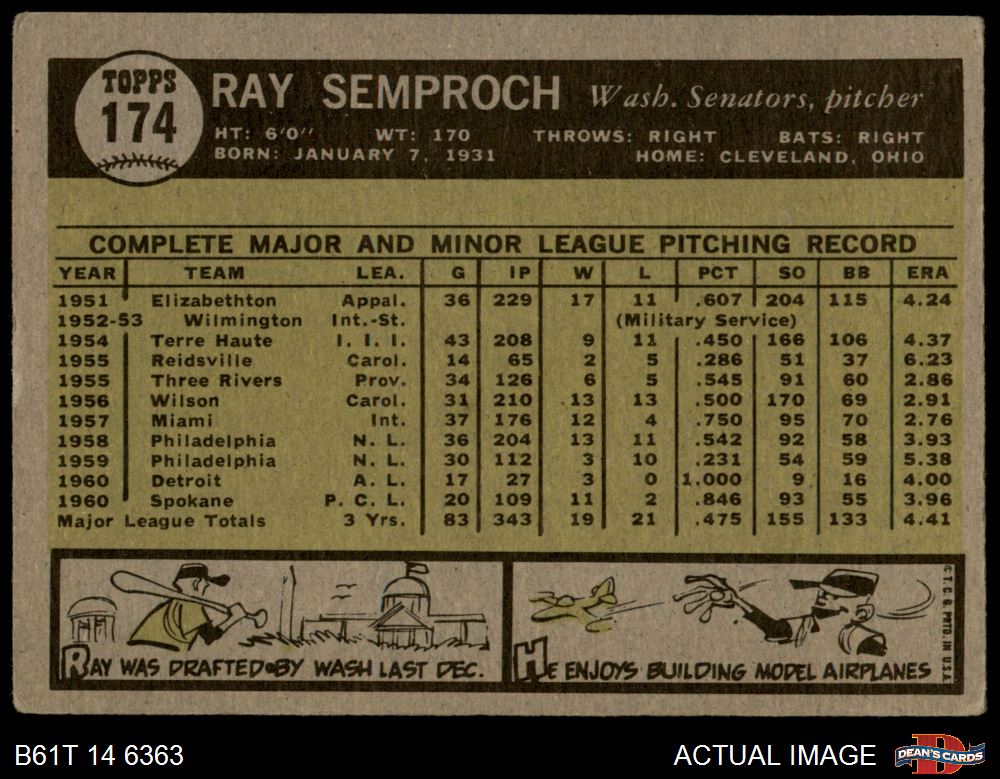 TOPPS
174
RAY SEMPROCH Wash. Senators, pitcher
HT: 6'0" WT: 170 THROWS: RIGHT BATS: RIGHT
BORN: JANUARY 7, 1931 HOME: CLEVELAND, OHIO
COMPLETE MAJOR AND MINOR LEAGUE PITCHING RECORD
YEAR TEAM LEA. G IP W L PCT SO BB ERA
1951 Elizabethton Appal. 36 229 17 11 .607 204 115 4.24
1952-53 Wilmington Int.-St. (Military Service)
1954 Terre Haute I. I. I. 43 208 9 11 .450 166 106 4.37
1955 Reidsville Carol. 14 65 2 5 .286 51 37 6.23
1955 Three Rivers Prov. 34 126 6 5 .545 91 60 2.86
1956 Wilson Carol. 31 210 13 13 .500 170 69 2.91
1957 Miami Int. 37 176 12 4 .750 95 70 2.76
1958 Philadelphia N. L. 36 204 13 11 .542 92 58 3.93
1959 Philadelphia N. L. 30 112 3 10 .231 54 59 5.38
1960 Detroit A. L. 17 27 3 0 1.000 9 16 4.00
1960 Spokane P. C. L. 20 109 11 2 .846 93 55 3.96
Major League Totals 3 Yrs. 83 343 19 21 .475 155 133 4.41
RAY WAS DRAFTED BY WASH LAST DEC.
HE ENJOYS BUILDING MODEL AIRPLANES
©T. C. G. PRTD. IN U.S.A.
B61T 14 6363
ACTUAL IMAGE
DEAN'S CARDS